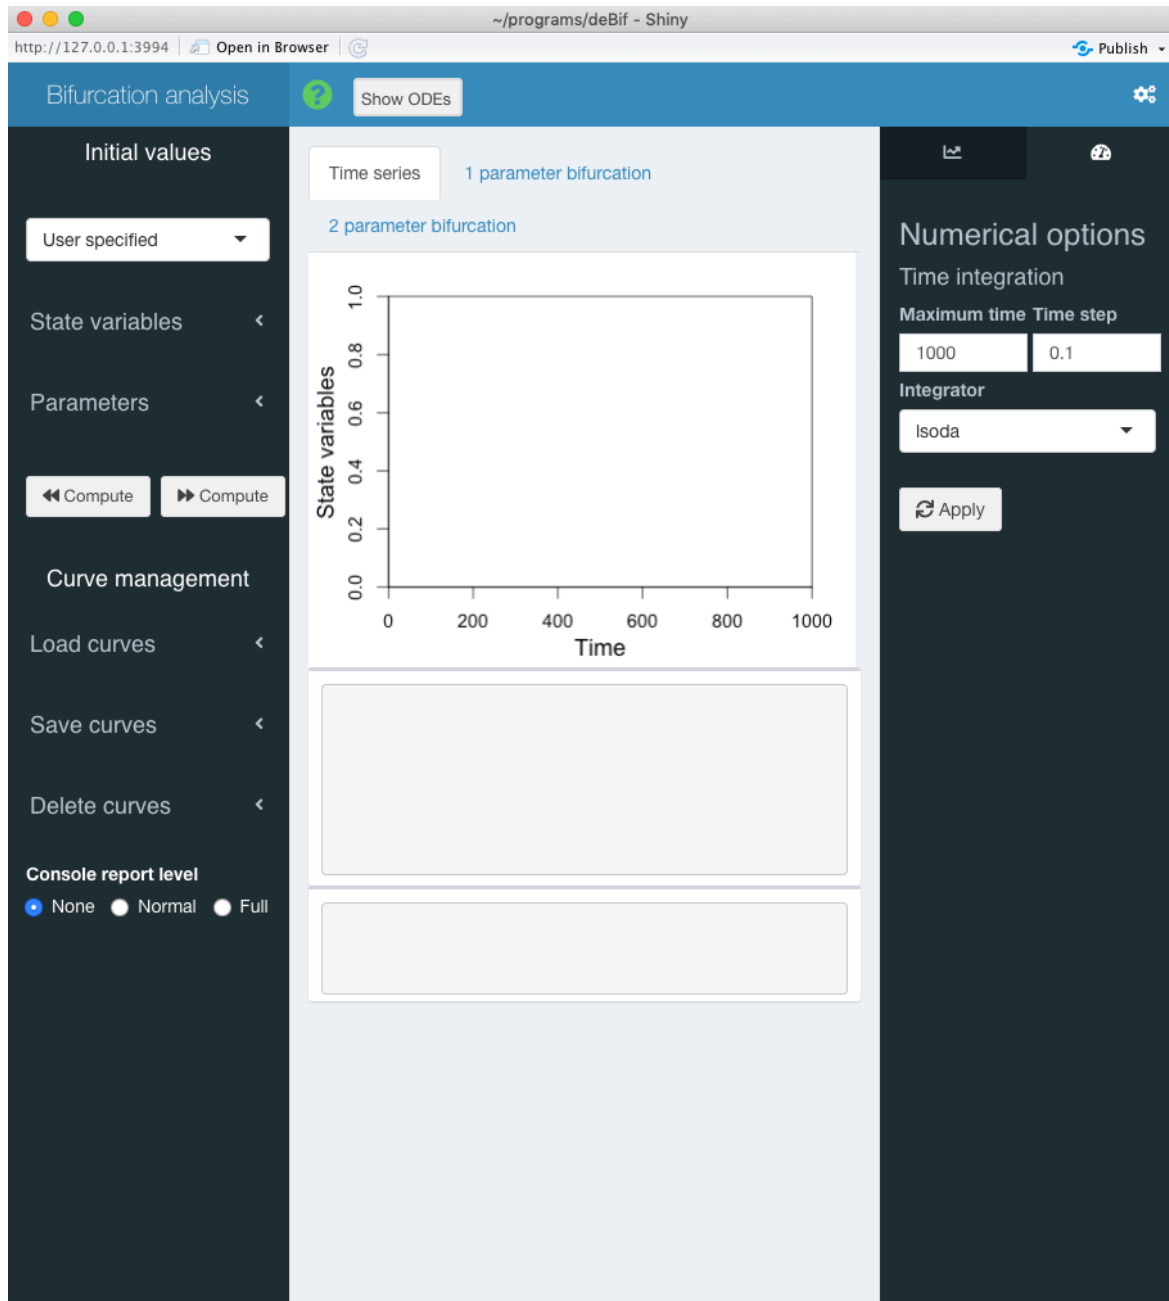 ~/programs/deBif - Shiny
http://127.0.0.1:3994 Open in Browser Publish
Bifurcation analysis
Show ODEs
Initial values
User specified
State variables
Parameters
Compute Compute
Curve management
Load curves
Save curves
Delete curves
Console report level
None Normal Full
Time series 1 parameter bifurcation
2 parameter bifurcation
State variables
1.0
0.8
0.6
0.4
0.2
0.0
0 200 400 600 800 1000
Time
Numerical options
Time integration
Maximum time Time step
1000 0.1
Integrator
lsoda
Apply